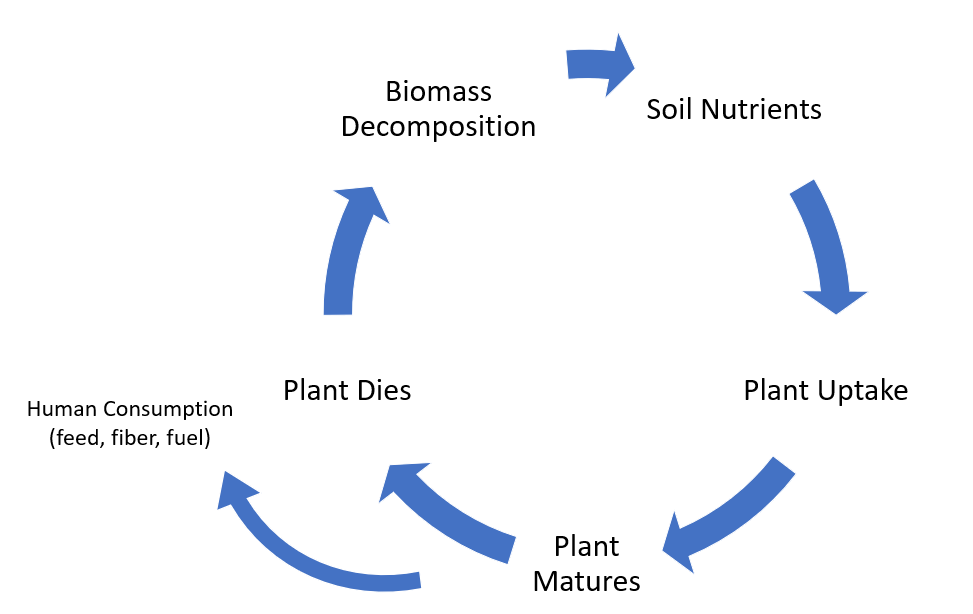 Biomass
Decomposition
Soil Nutrients
Plant Uptake
Plant
Matures
Plant Dies
Human Consumption
(feed, fiber, fuel)